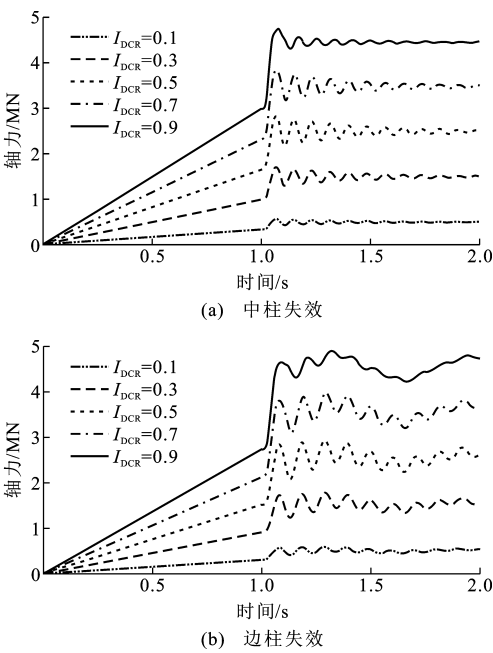 5
4
3
2
1
0
轴力/MN
I_DCR=0.1
I_DCR=0.3
I_DCR=0.5
I_DCR=0.7
I_DCR=0.9
0.5 1.0 1.5 2.0
时间/s
(a) 中柱失效
5
4
3
2
1
0
轴力/MN
I_DCR=0.1
I_DCR=0.3
I_DCR=0.5
I_DCR=0.7
I_DCR=0.9
0.5 1.0 1.5 2.0
时间/s
(b) 边柱失效